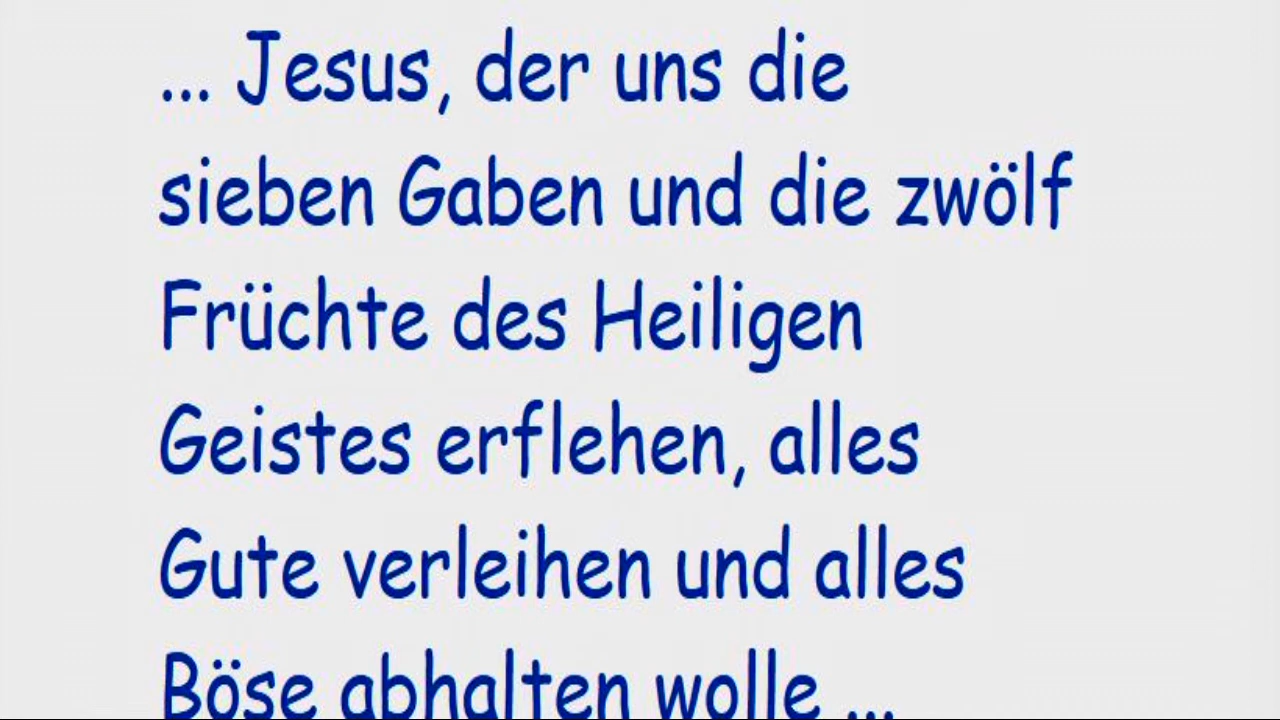 ... Jesus, der uns die
sieben Gaben und die zwölf
Früchte des Heiligen
Geistes erflehen, alles
Gute verleihen und alles
Böse abhalten wolle ...